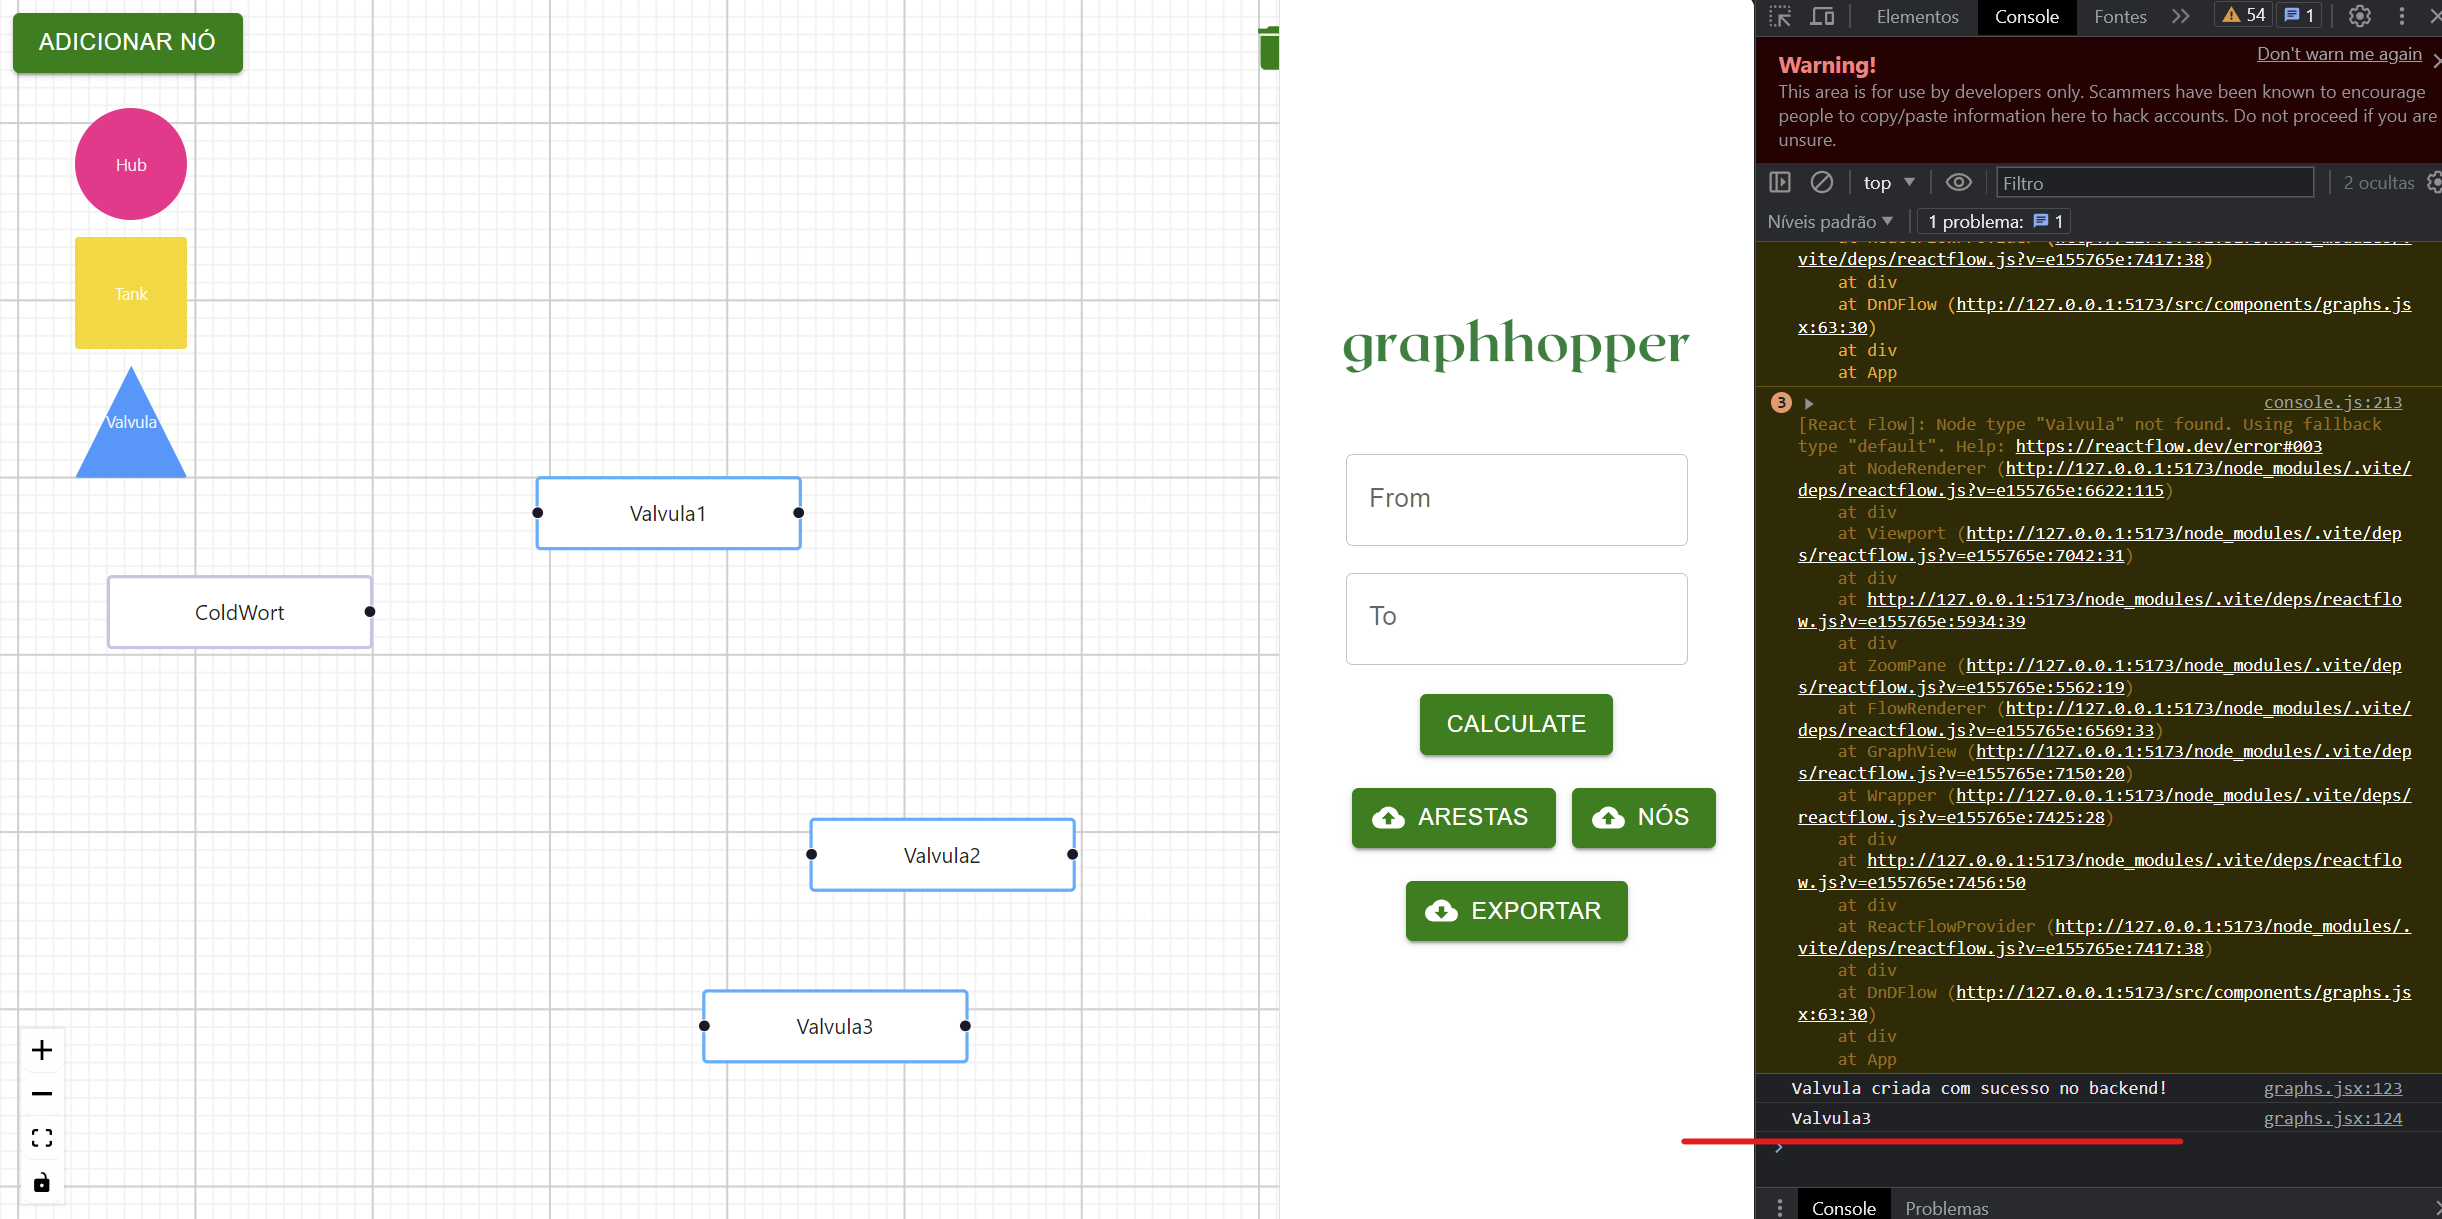 ADICIONAR NÓ
Hub
Tank
Valvula
Valvula1
ColdWort
Valvula2
Valvula3
graphhopper
From
To
CALCULATE
ARESTAS
NÓS
EXPORTAR
Elementos
Console
Fontes
54
1
Warning!
Don't warn me again
This area is for use by developers only. Scammers have been known to encourage
people to copy/paste information here to hack accounts. Do not proceed if you are
unsure.
top
Filtro
2 ocultas
Níveis padrão
1 problema: 1
vite/deps/reactflow.js?v=e155765e:7417:38)
at div
at DnDFlow (http://127.0.0.1:5173/src/components/graphs.js
x:63:30)
at div
at App
3
console.js:213
[React Flow]: Node type "Valvula" not found. Using fallback
type "default". Help: https://reactflow.dev/error#003
at NodeRenderer (http://127.0.0.1:5173/node_modules/.vite/
deps/reactflow.js?v=e155765e:6622:115)
at div
at Viewport (http://127.0.0.1:5173/node_modules/.vite/dep
s/reactflow.js?v=e155765e:7042:31)
at div
at http://127.0.0.1:5173/node_modules/.vite/deps/reactflo
w.js?v=e155765e:5934:39
at div
at ZoomPane (http://127.0.0.1:5173/node_modules/.vite/dep
s/reactflow.js?v=e155765e:5562:19)
at FlowRenderer (http://127.0.0.1:5173/node_modules/.vite/
deps/reactflow.js?v=e155765e:6569:33)
at GraphView (http://127.0.0.1:5173/node_modules/.vite/dep
s/reactflow.js?v=e155765e:7150:20)
at Wrapper (http://127.0.0.1:5173/node_modules/.vite/deps/
reactflow.js?v=e155765e:7425:28)
at div
at http://127.0.0.1:5173/node_modules/.vite/deps/reactflo
w.js?v=e155765e:7456:50
at div
at ReactFlowProvider (http://127.0.0.1:5173/node_modules/.
vite/deps/reactflow.js?v=e155765e:7417:38)
at div
at DnDFlow (http://127.0.0.1:5173/src/components/graphs.js
x:63:30)
at div
at App
Valvula criada com sucesso no backend!
graphs.jsx:123
Valvula3
graphs.jsx:124
Console
Problemas